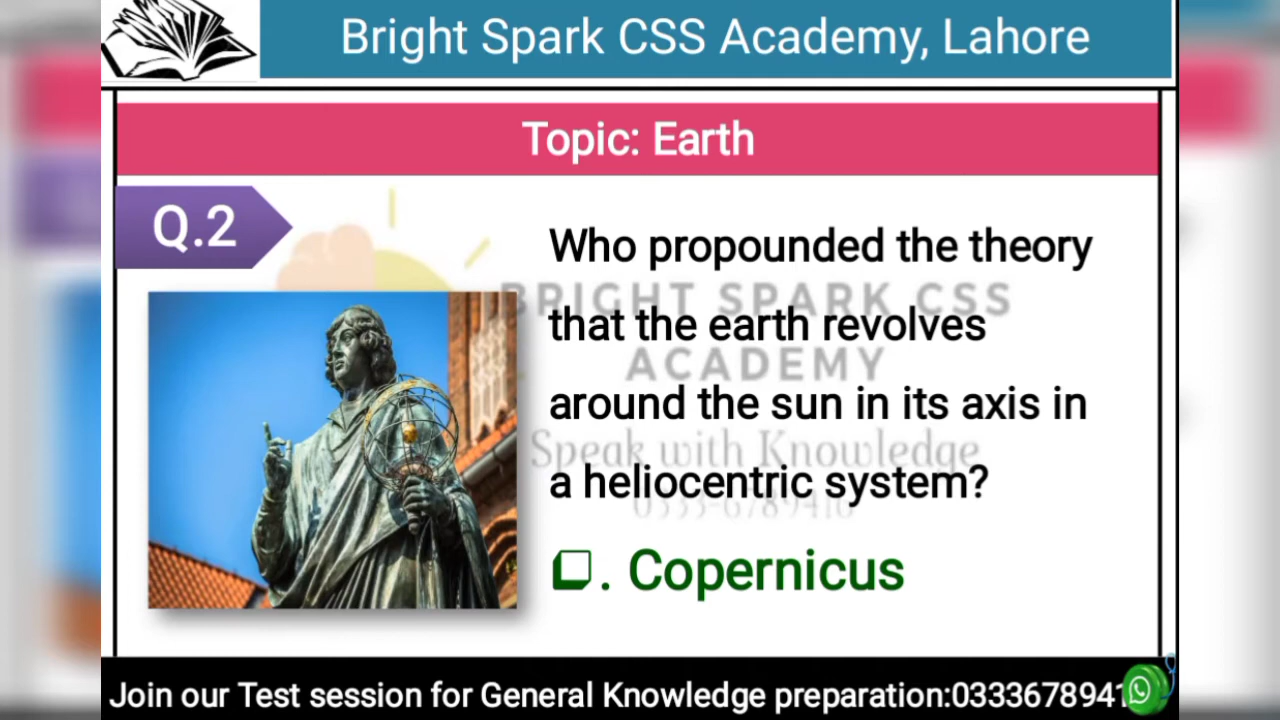 Bright Spark CSS Academy, Lahore
Topic: Earth
Q.2
Who propounded the theory
that the earth revolves
around the sun in its axis in
a heliocentric system?
BRIGHT SPARK CSS
ACADEMY
Speak with Knowledge
. Copernicus
Join our Test session for General Knowledge preparation:0333678941